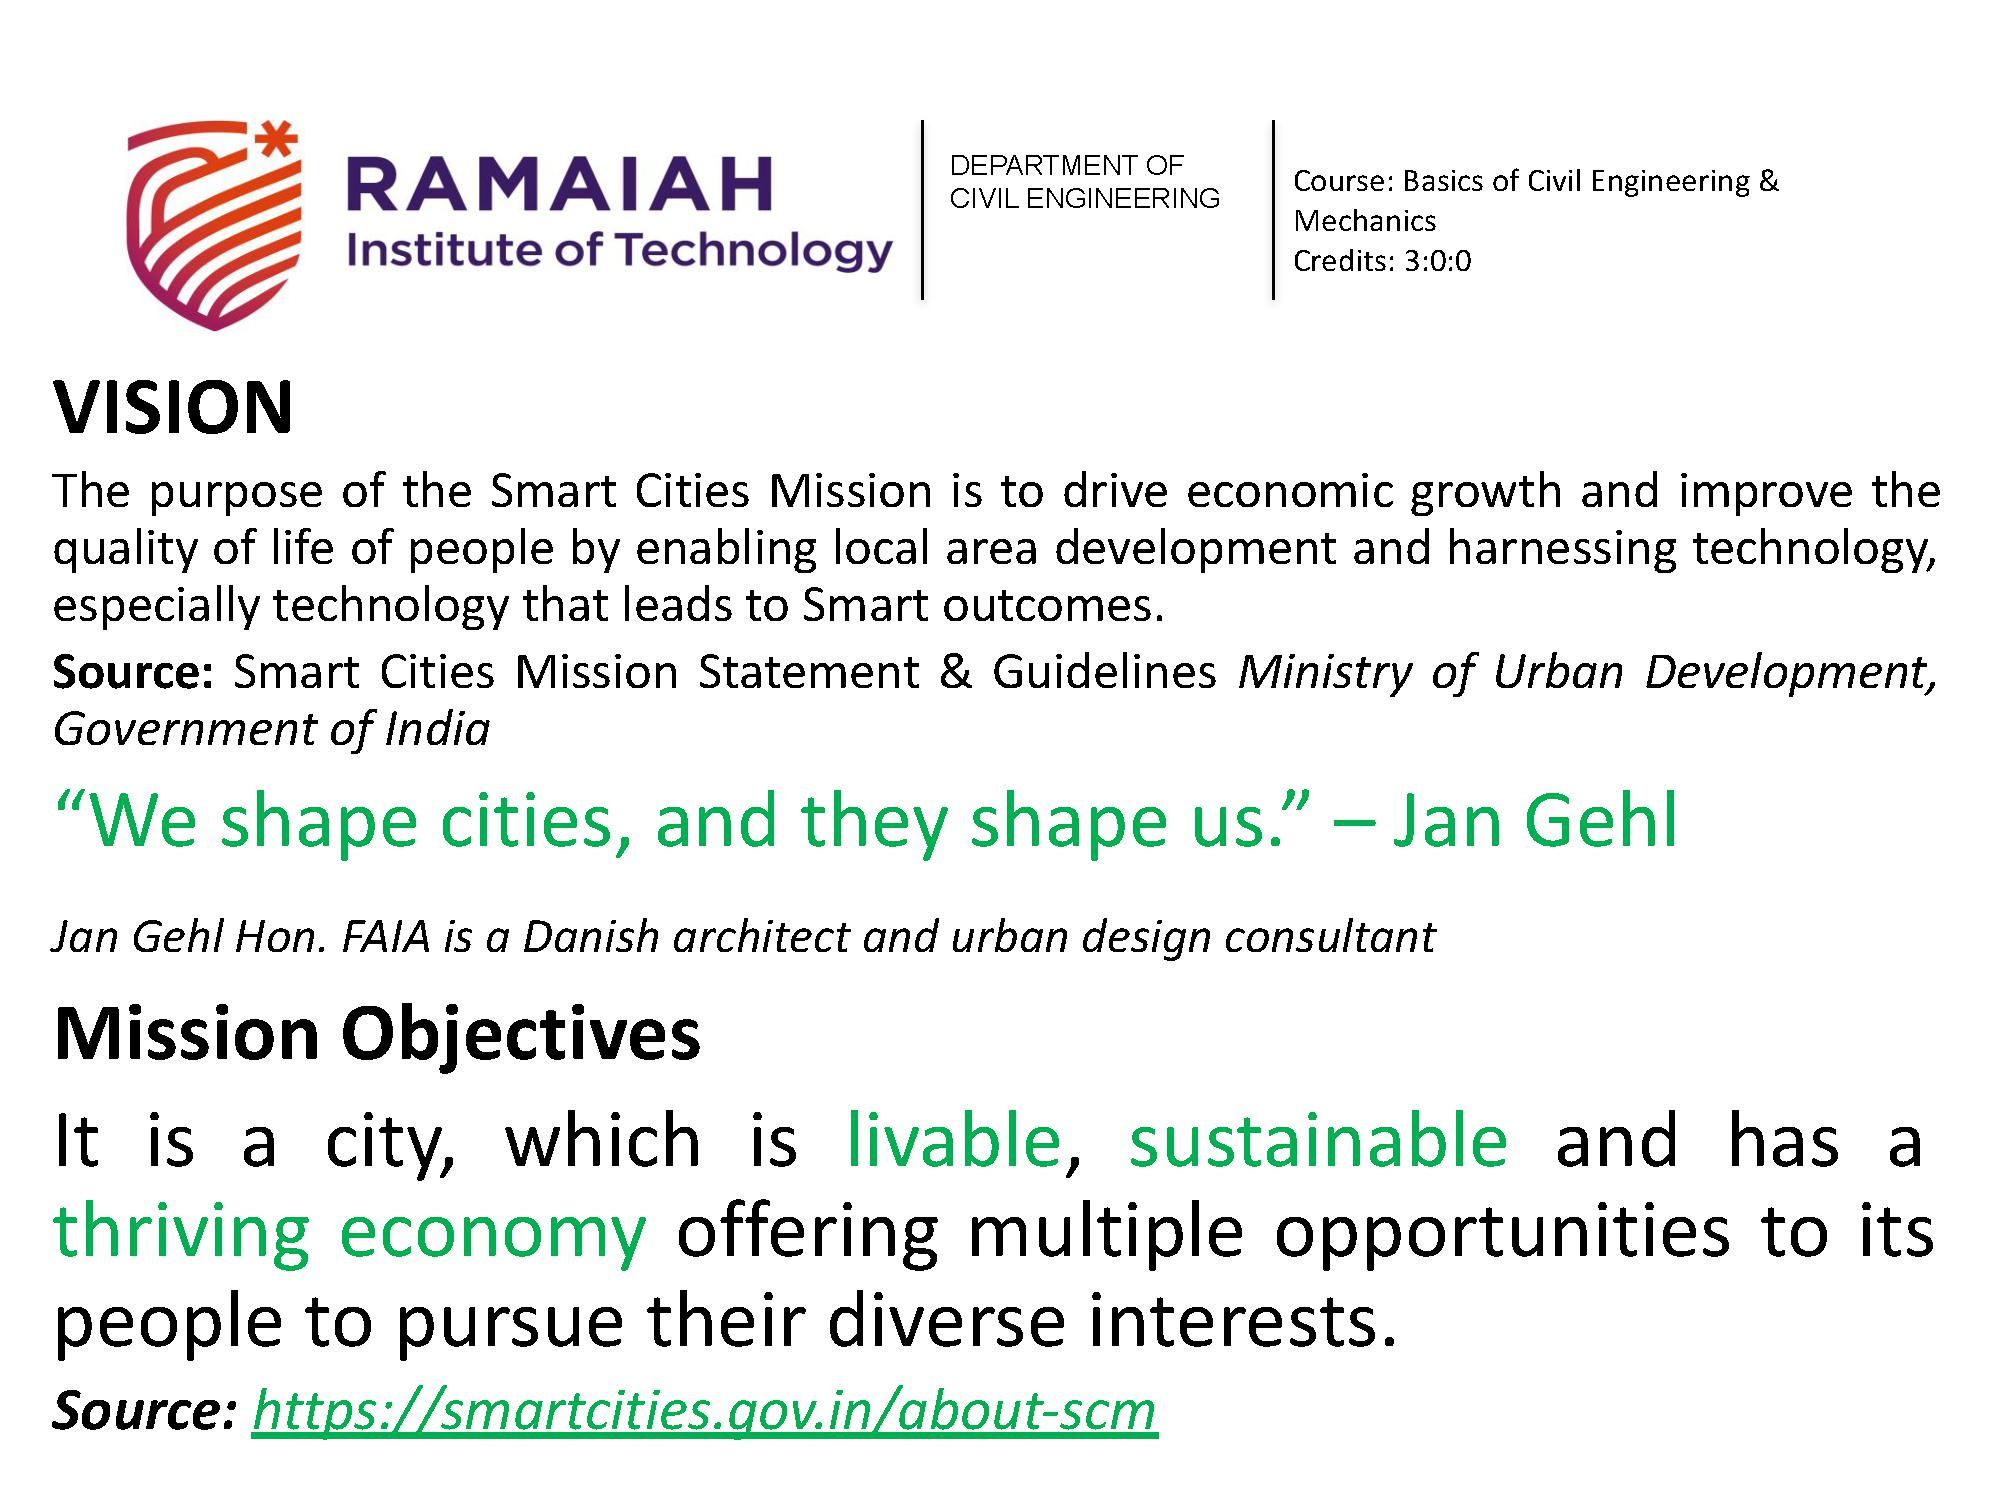 RAMAIAH
Institute of Technology
DEPARTMENT OF
CIVIL ENGINEERING
Course: Basics of Civil Engineering &
Mechanics
Credits: 3:0:0
VISION
The purpose of the Smart Cities Mission is to drive economic growth and improve the
quality of life of people by enabling local area development and harnessing technology,
especially technology that leads to Smart outcomes.
Source: Smart Cities Mission Statement & Guidelines Ministry of Urban Development,
Government of India
“We shape cities, and they shape us.” – Jan Gehl
Jan Gehl Hon. FAIA is a Danish architect and urban design consultant
Mission Objectives
It is a city, which is livable, sustainable and has a
thriving economy offering multiple opportunities to its
people to pursue their diverse interests.
Source: https://smartcities.gov.in/about-scm